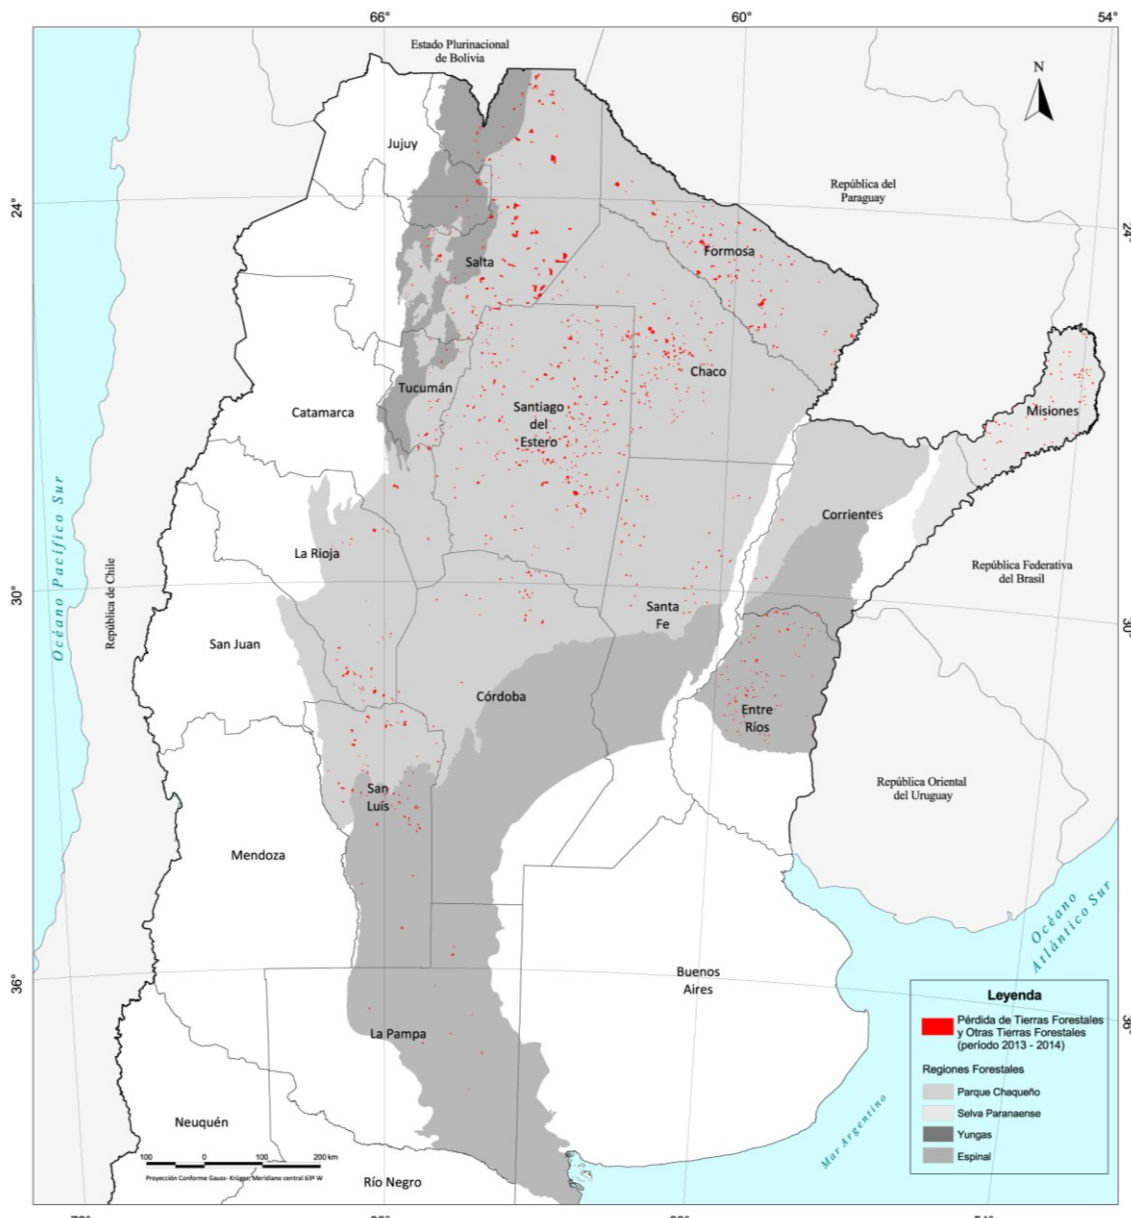 66°
60°
54°
Estado Plurinacional
de Bolivia
N
Jujuy
República del
Paraguay
24°
24°
Salta
Formosa
Chaco
Tucumán
Catamarca
Santiago
del
Estero
Misiones
Corrientes
Océano Pacífico Sur
República de Chile
La Rioja
República Federativa
del Brasil
30°
30°
Santa
Fe
San Juan
Córdoba
Entre
Ríos
República Oriental
del Uruguay
San
Luis
Mendoza
Océano
Atlántico Sur
Buenos
Aires
36°
36°
La Pampa
Leyenda
Pérdida de Tierras Forestales
y Otras Tierras Forestales
(período 2013 - 2014)
Regiones Forestales
Parque Chaqueño
Selva Paranaense
Yungas
Espinal
Mar Argentino
Neuquén
100 0 100 200 km
Proyección Conforme Gauss- Krüger, Meridiano central 63º W
Río Negro